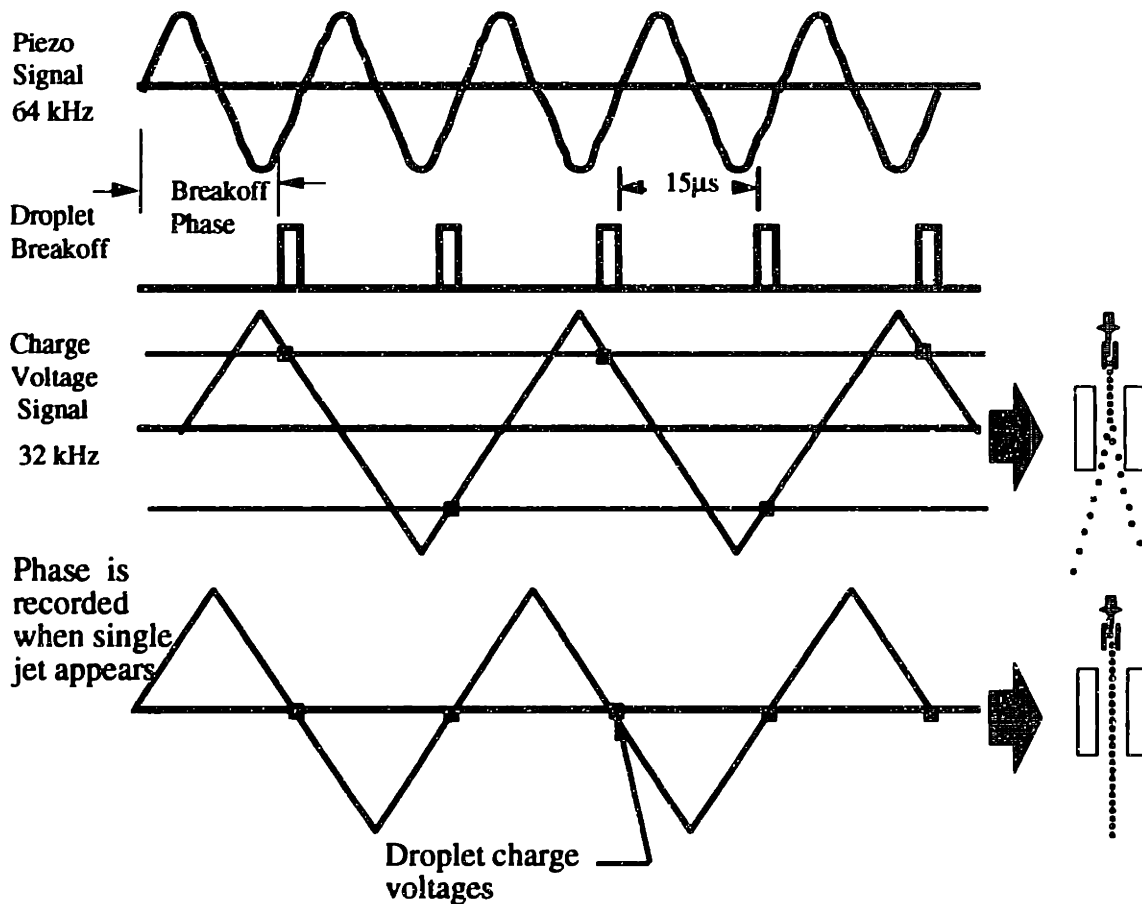 Piezo
Signal
64 kHz
Breakoff
Phase
15µs
Droplet
Breakoff
Charge
Voltage
Signal
32 kHz
Phase is
recorded
when single
jet appears
Droplet charge
voltages